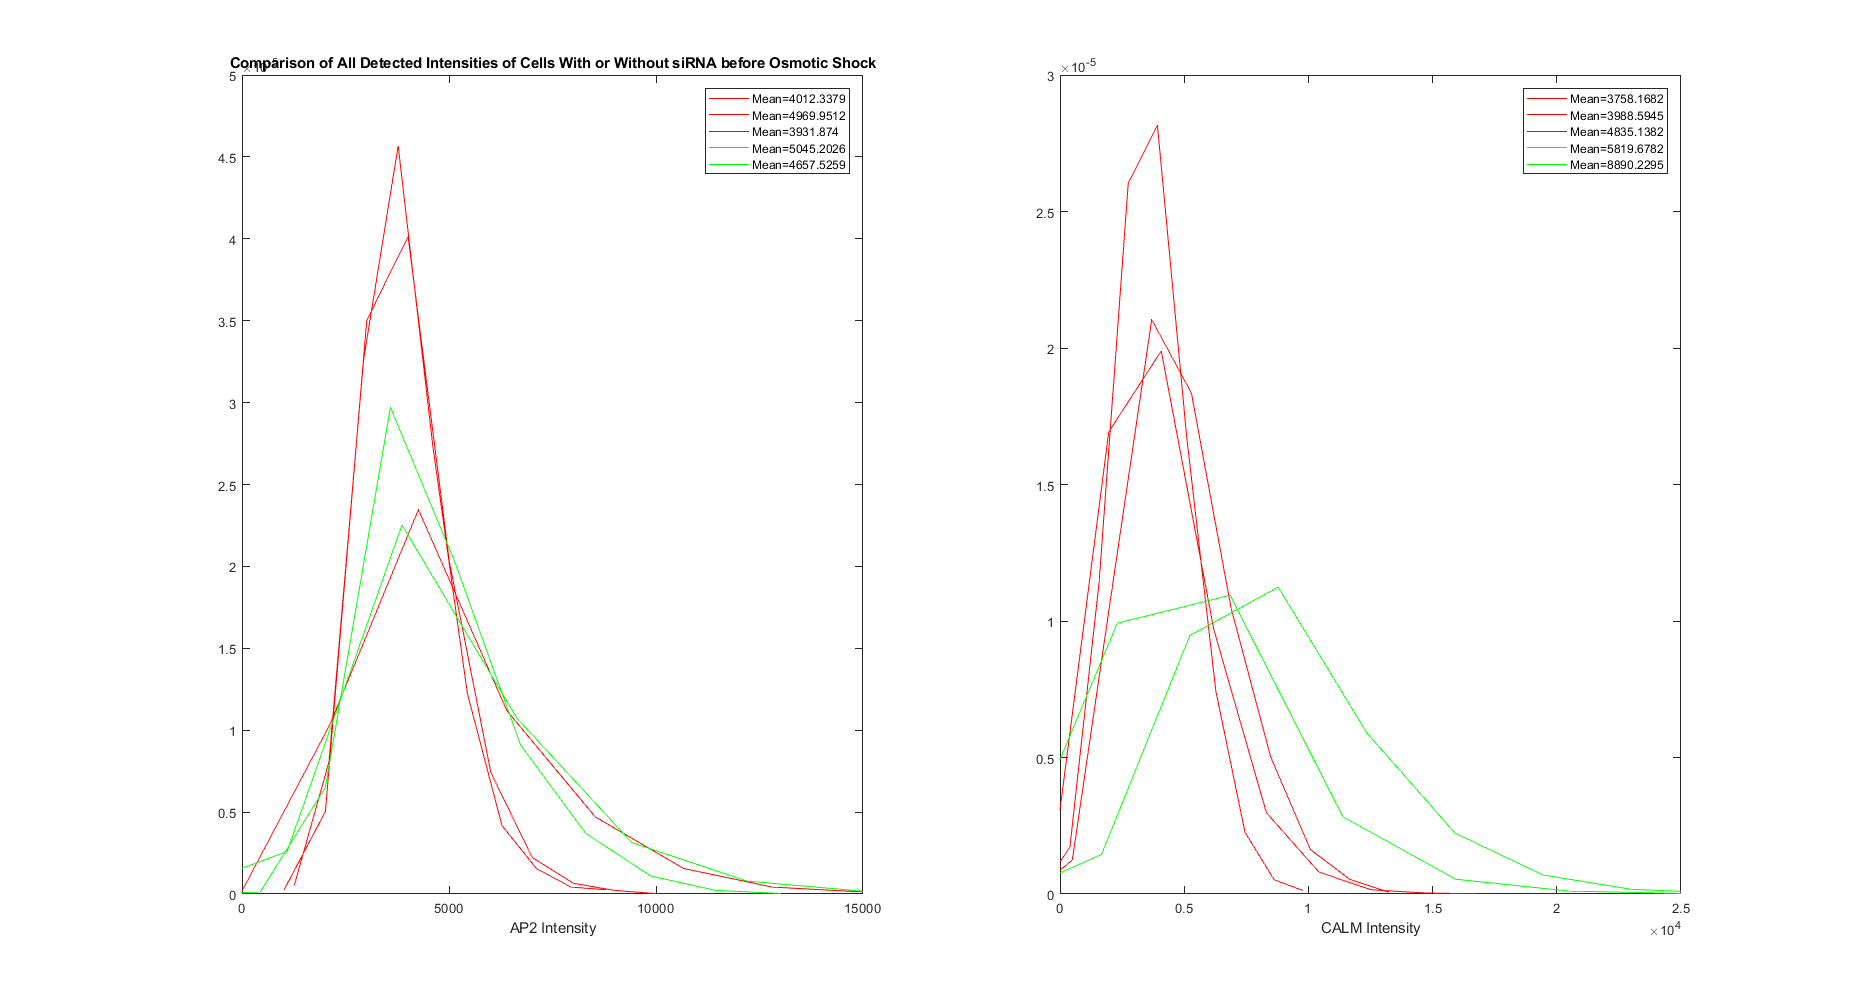 Comparison of All Detected Intensities of Cells With or Without siRNA before Osmotic Shock
5
4.5
4
3.5
3
2.5
2
1.5
1
0.5
0
Mean=4012.3379
Mean=4969.9512
Mean=3931.874
Mean=5045.2026
Mean=4657.5259
0 5000 10000 15000
AP2 Intensity
×10⁻⁵
3
2.5
2
1.5
1
0.5
0
Mean=3758.1682
Mean=3988.5945
Mean=4835.1382
Mean=5819.6782
Mean=8890.2295
0 0.5 1 1.5 2 2.5
×10⁴
CALM Intensity